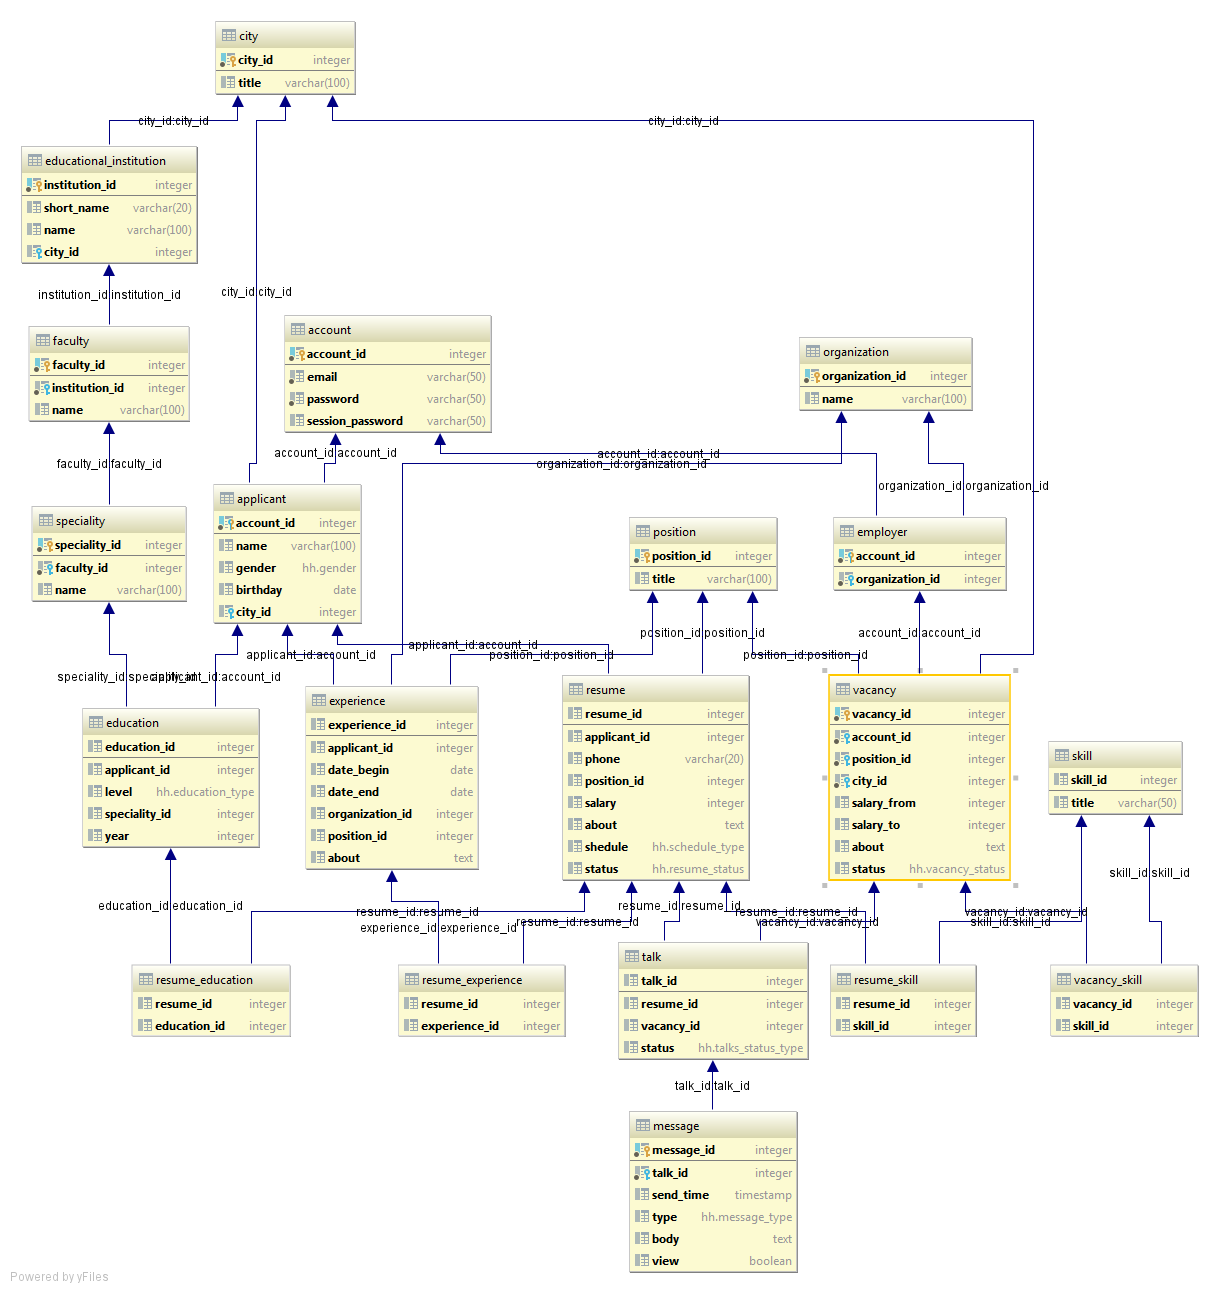 city
city_id integer
title varchar(100)
city_id:city_id
city_id:city_id
educational_institution
institution_id integer
short_name varchar(20)
name varchar(100)
city_id integer
institution_id:institution_id
city_id:city_id
faculty
faculty_id integer
institution_id integer
name varchar(100)
account
account_id integer
email varchar(50)
password varchar(50)
session_password varchar(50)
organization
organization_id integer
name varchar(100)
faculty_id:faculty_id
account_id:account_id
account_id:account_id
organization_id:organization_id
organization_id:organization_id
speciality
speciality_id integer
faculty_id integer
name varchar(100)
applicant
account_id integer
name varchar(100)
gender hh.gender
birthday date
city_id integer
position
position_id integer
title varchar(100)
employer
account_id integer
organization_id integer
position_id:position_id
account_id:account_id
applicant_id:account_id
applicant_id:account_id
position_id:position_id
position_id:position_id
speciality_id:speciality_id
applicant_id:account_id
education
education_id integer
applicant_id integer
level hh.education_type
speciality_id integer
year integer
experience
experience_id integer
applicant_id integer
date_begin date
date_end date
organization_id integer
position_id integer
about text
resume
resume_id integer
applicant_id integer
phone varchar(20)
position_id integer
salary integer
about text
shedule hh.schedule_type
status hh.resume_status
vacancy
vacancy_id integer
account_id integer
position_id integer
city_id integer
salary_from integer
salary_to integer
about text
status hh.vacancy_status
skill
skill_id integer
title varchar(50)
skill_id:skill_id
education_id:education_id
resume_id:resume_id
experience_id:experience_id
resume_id:resume_id
resume_id:resume_id
resume_id:resume_id
vacancy_id:vacancy_id
vacancy_id:vacancy_id
skill_id:skill_id
resume_education
resume_id integer
education_id integer
resume_experience
resume_id integer
experience_id integer
talk
talk_id integer
resume_id integer
vacancy_id integer
status hh.talks_status_type
resume_skill
resume_id integer
skill_id integer
vacancy_skill
vacancy_id integer
skill_id integer
talk_id:talk_id
message
message_id integer
talk_id integer
send_time timestamp
type hh.message_type
body text
view boolean
Powered by yFiles